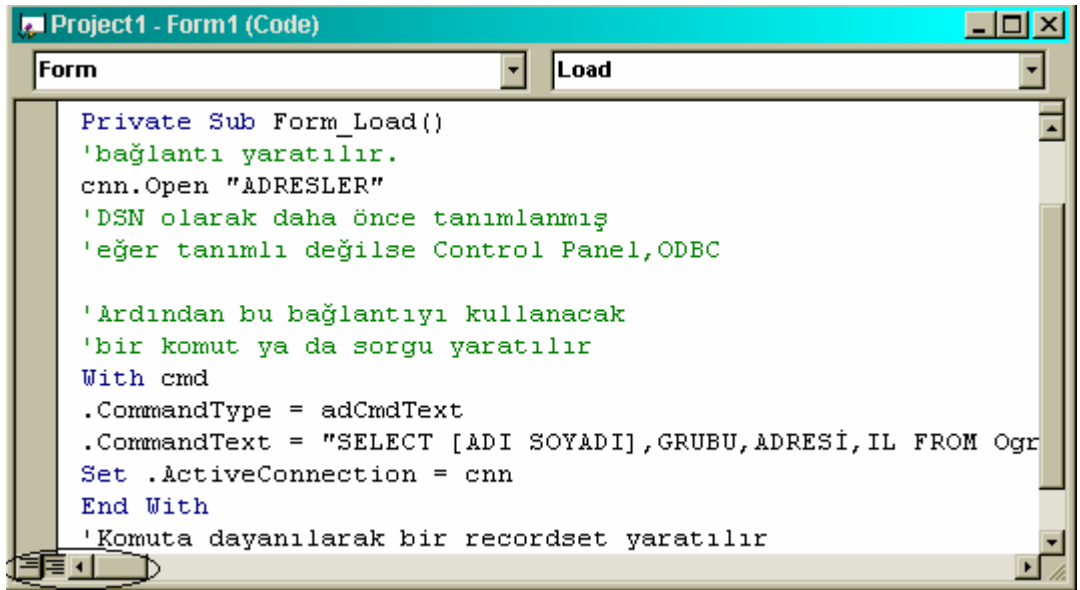 Project1 - Form1 (Code)
Form Load
Private Sub Form_Load()
'bağlantı yaratılır.
cnn.Open "ADRESLER"
'DSN olarak daha önce tanımlanmış
'eğer tanımlı değilse Control Panel,ODBC
'Ardından bu bağlantıyı kullanacak
'bir komut ya da sorgu yaratılır
With cmd
.CommandType = adCmdText
.CommandText = "SELECT [ADI SOYADI],GRUBU,ADRESİ,IL FROM Ogr
Set .ActiveConnection = cnn
End With
'Komuta dayanılarak bir recordset yaratılır